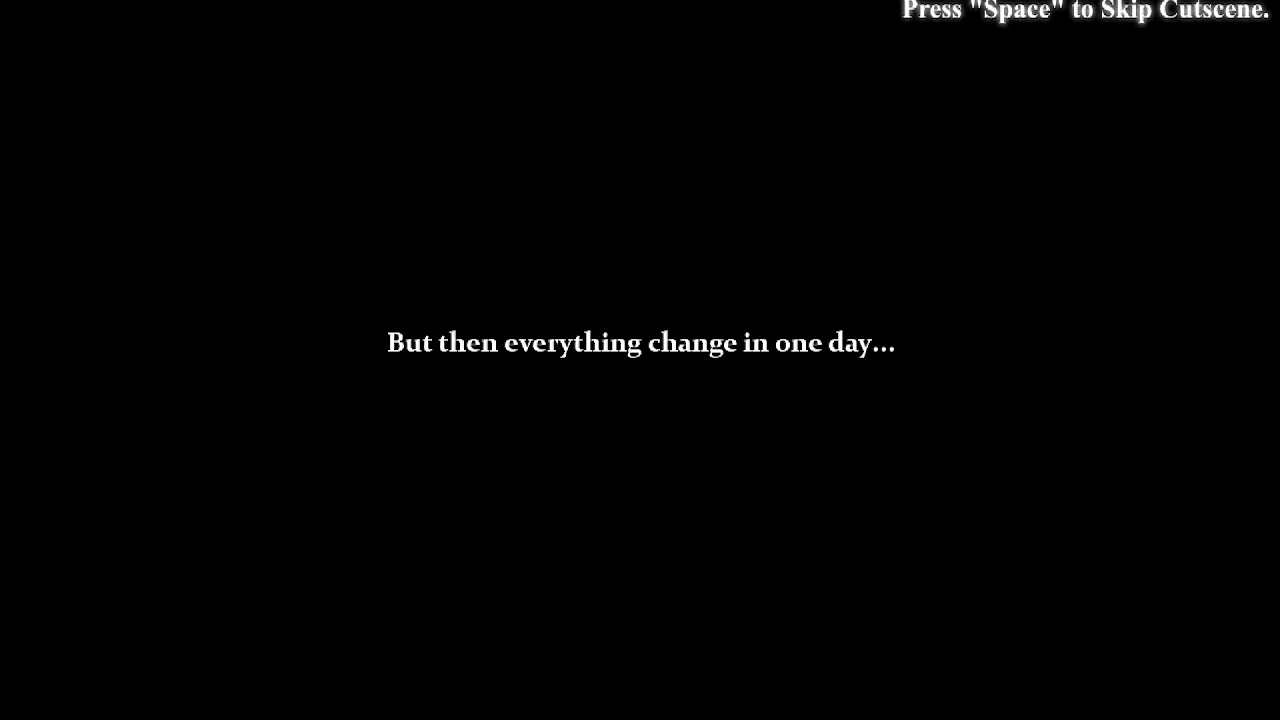 Press "Space" to Skip Cutscene.
But then everything change in one day...